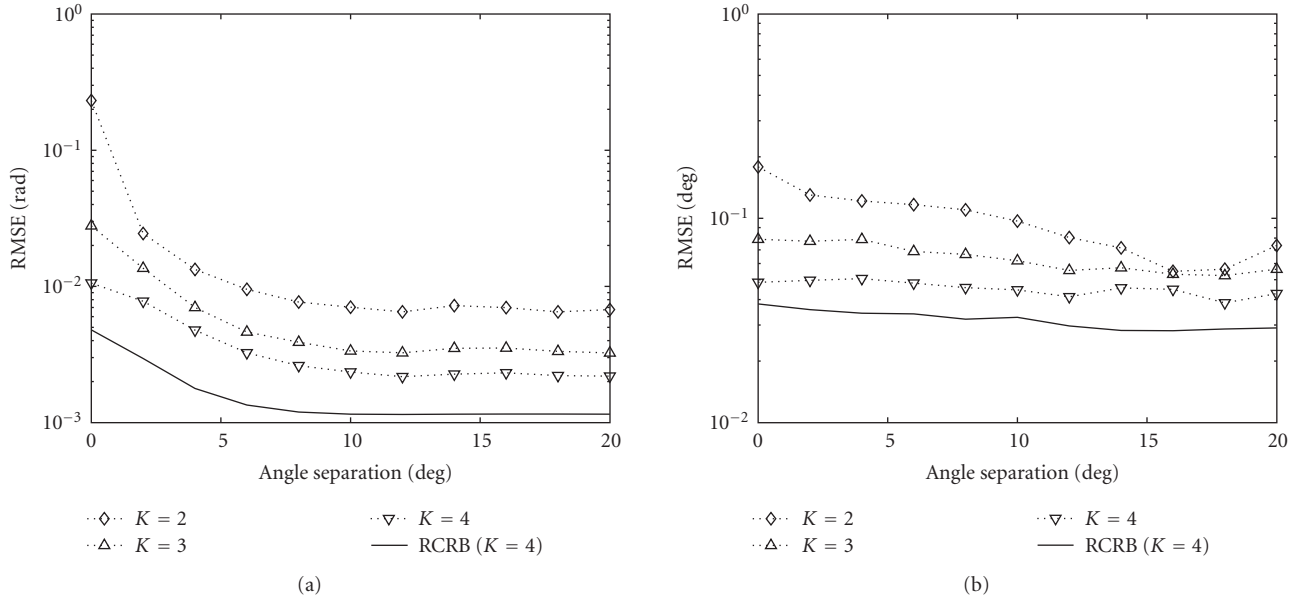 10^0
10^−1
10^−2
10^−3
RMSE (rad)
0 5 10 15 20
Angle separation (deg)
K = 2
K = 3
K = 4
RCRB (K = 4)
(a)
10^0
10^−1
10^−2
RMSE (deg)
0 5 10 15 20
Angle separation (deg)
K = 2
K = 3
K = 4
RCRB (K = 4)
(b)